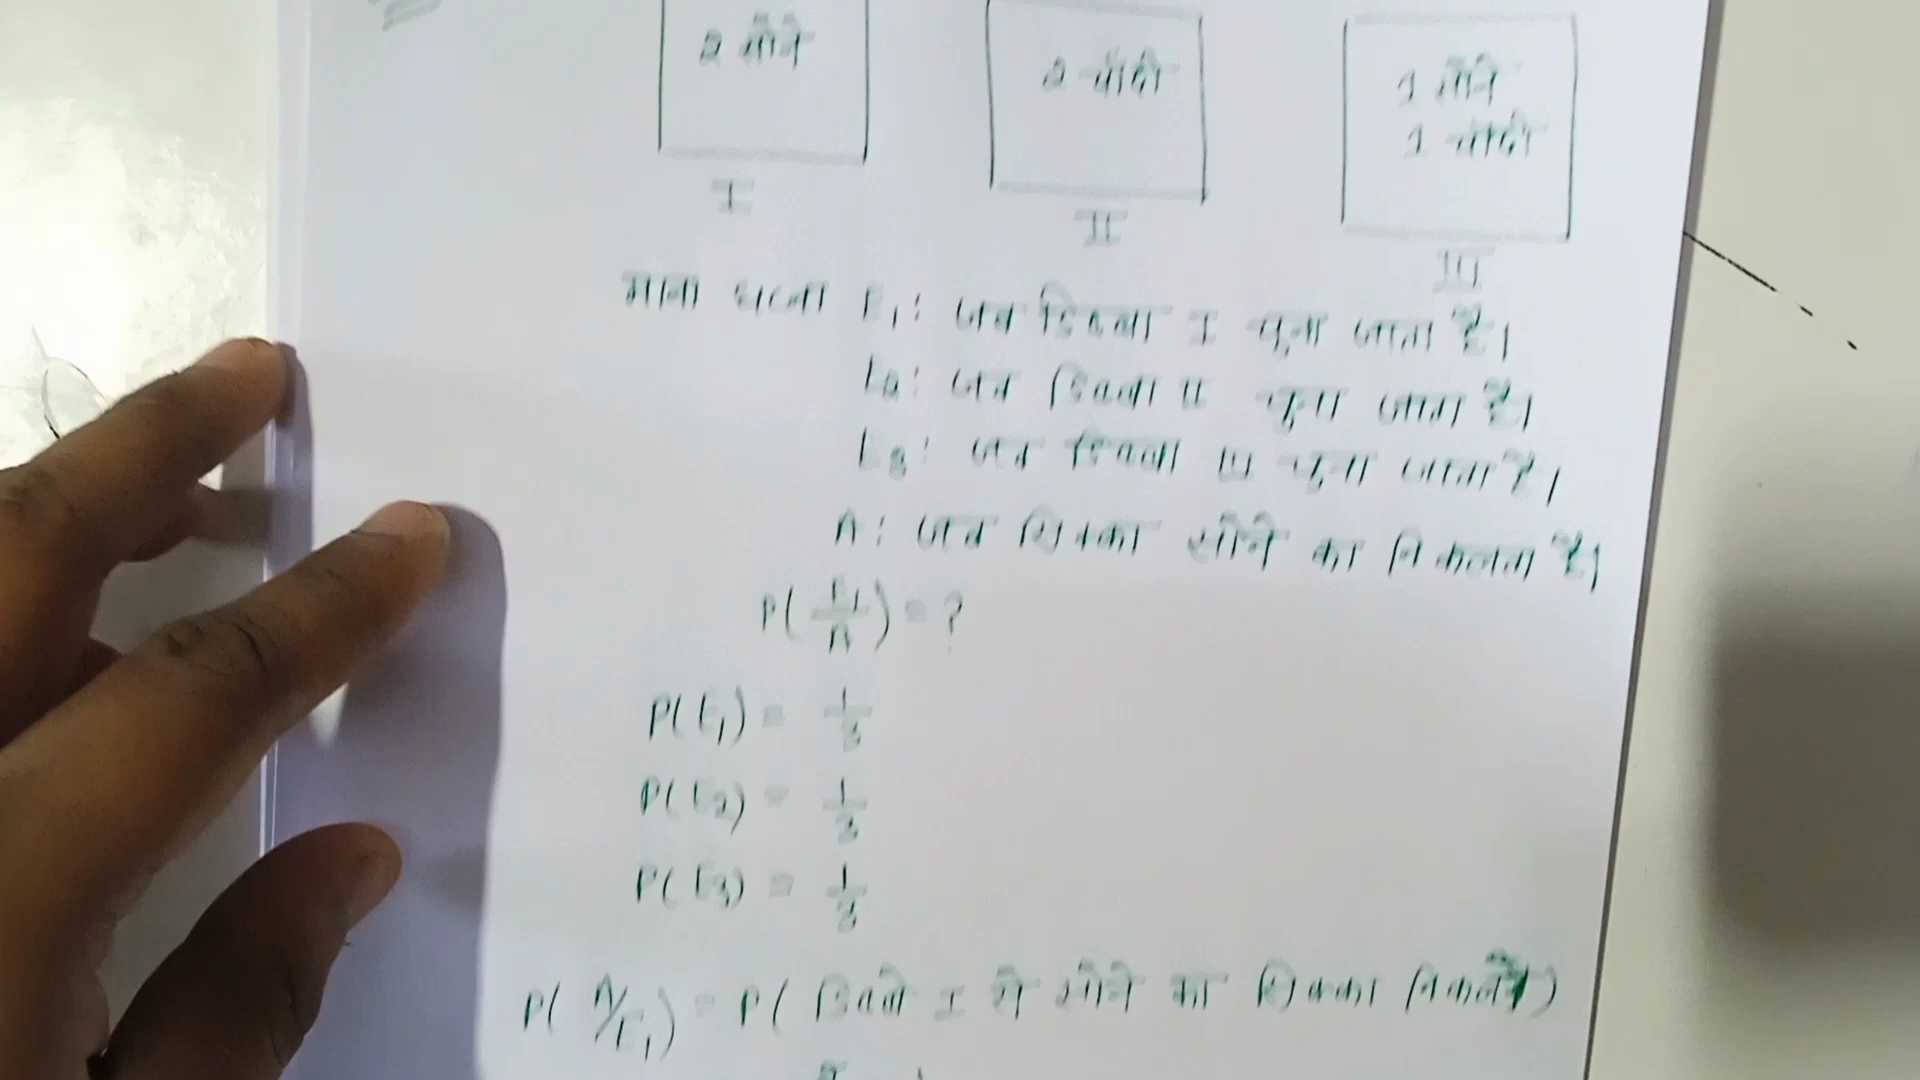 2 सोने
2 चाँदी
1 सोने
1 चाँदी
I
II
III
माना घटना E₁: जब डिब्बा I चुना जाता है।
E₂: जब डिब्बा II चुना जाता है।
E₃: जब डिब्बा III चुना जाता है।
A: जब सिक्का सोने का निकलता है।
P(E₁/A) = ?
P(E₁) = 1/3
P(E₂) = 1/3
P(E₃) = 1/3
P(A/E₁) = P(डिब्बे I से सोने का सिक्का निकलने)